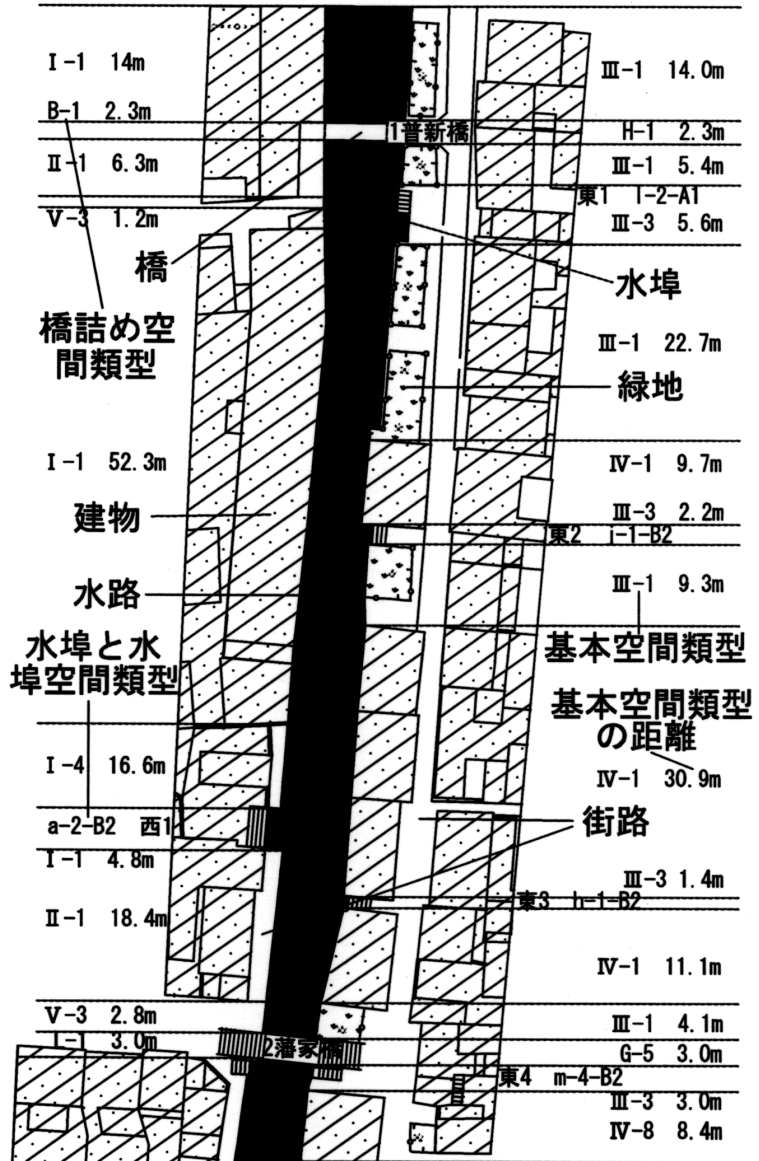 I-1 14m
III-1 14.0m
B-1 2.3m
1普新橋
H-1 2.3m
II-1 6.3m
III-1 5.4m
東1 l-2-A1
V-3 1.2m
III-3 5.6m
橋
水埠
橋詰め空
間類型
III-1 22.7m
緑地
I-1 52.3m
IV-1 9.7m
建物
III-3 2.2m
東2 i-1-B2
水路
III-1 9.3m
水埠と水
埠空間類型
基本空間類型
基本空間類型
の距離
I-4 16.6m
IV-1 30.9m
a-2-B2 西1
街路
I-1 4.8m
III-3 1.4m
東3 h-1-B2
II-1 18.4m
IV-1 11.1m
V-3 2.8m
III-1 4.1m
I-1 3.0m
2藩家橋
G-5 3.0m
東4 m-4-B2
III-3 3.0m
IV-8 8.4m